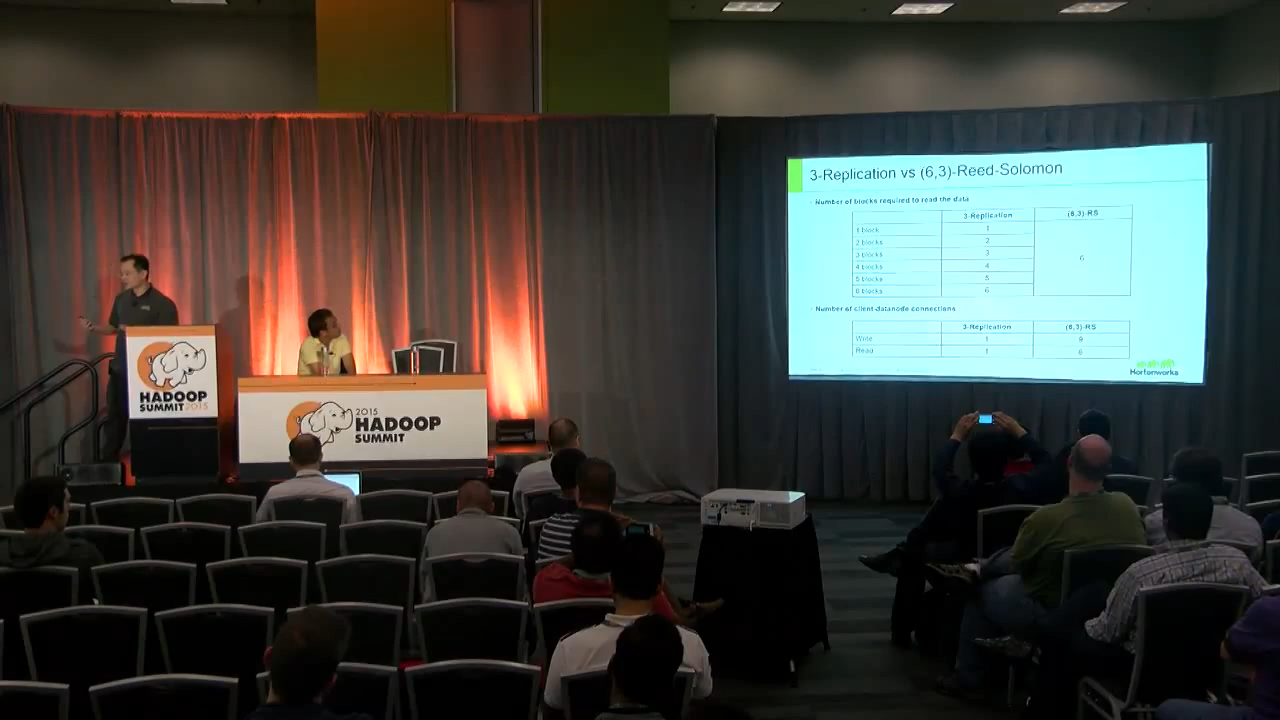 3-Replication vs (6,3)-Reed-Solomon
Number of blocks required to read the data
3-Replication (6,3)-RS
1 block 1
2 blocks 2
3 blocks 3
6
4 blocks 4
5 blocks 5
6 blocks 6
Number of client-datanode connections
3-Replication (6,3)-RS
Write 1 9
Read 1 6
Hortonworks
HADOOP
SUMMIT 2015
2015
HADOOP
SUMMIT